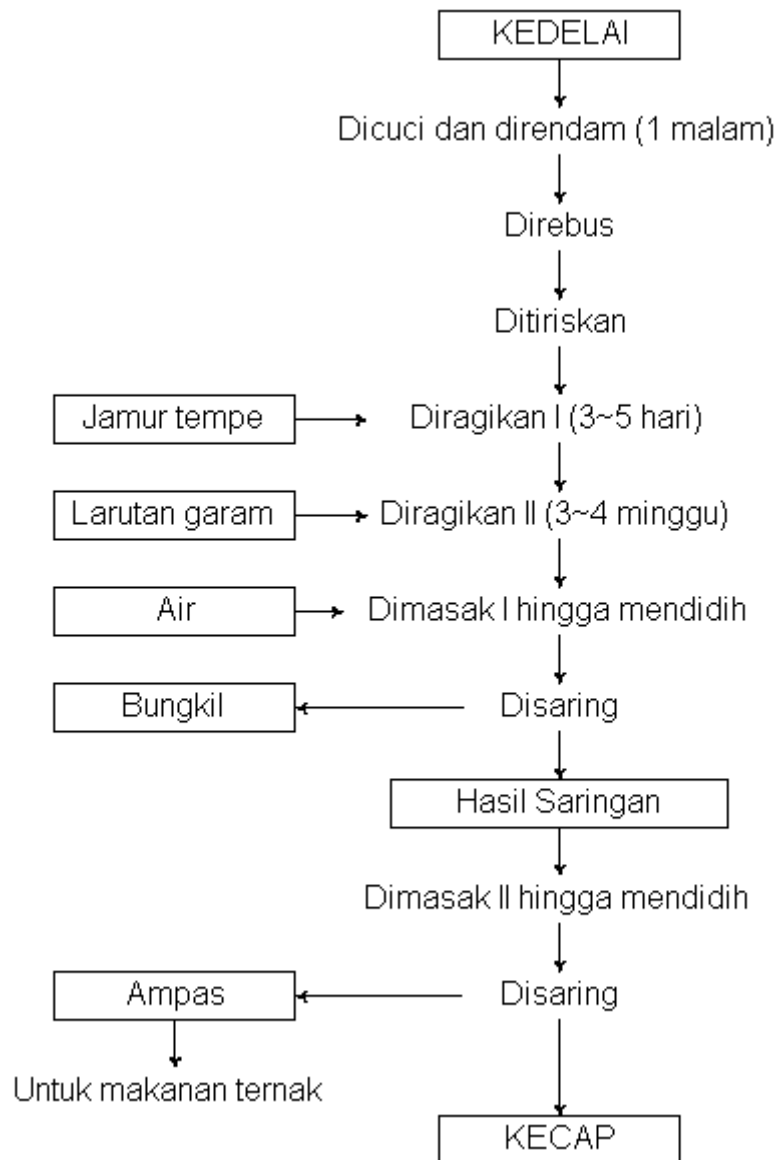 KEDELAI
Dicuci dan direndam (1 malam)
Direbus
Ditiriskan
Jamur tempe
Diragikan I (3~5 hari)
Larutan garam
Diragikan II (3~4 minggu)
Air
Dimasak I hingga mendidih
Bungkil
Disaring
Hasil Saringan
Dimasak II hingga mendidih
Ampas
Disaring
Untuk makanan ternak
KECAP